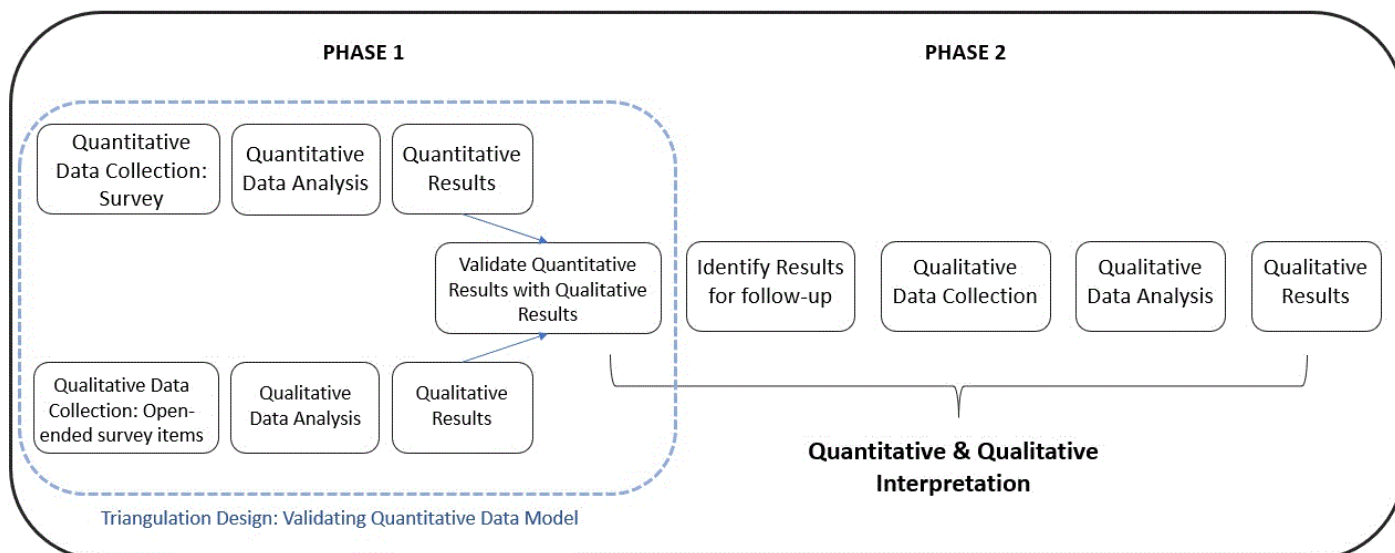 PHASE 1
PHASE 2
Quantitative
Data Collection:
Survey
Quantitative
Data Analysis
Quantitative
Results
Validate Quantitative
Results with Qualitative
Results
Identify Results
for follow-up
Qualitative
Data Collection
Qualitative
Data Analysis
Qualitative
Results
Qualitative Data
Collection: Open-
ended survey items
Qualitative
Data Analysis
Qualitative
Results
Quantitative & Qualitative
Interpretation
Triangulation Design: Validating Quantitative Data Model